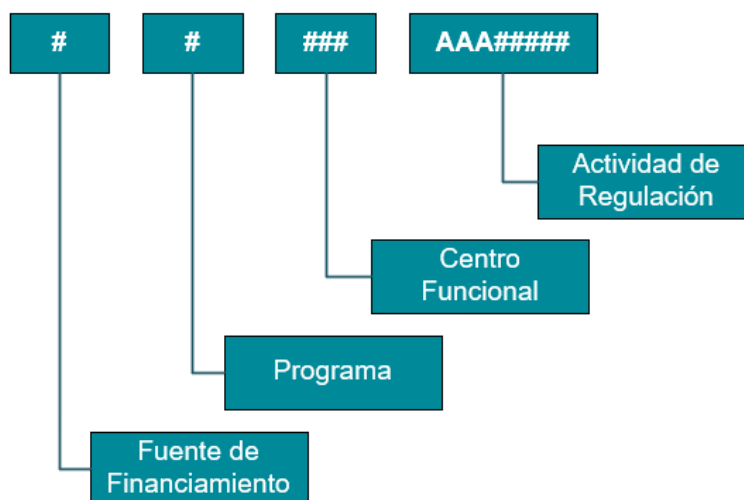 # # ### AAA#####
Actividad de
Regulación
Centro
Funcional
Programa
Fuente de
Financiamiento